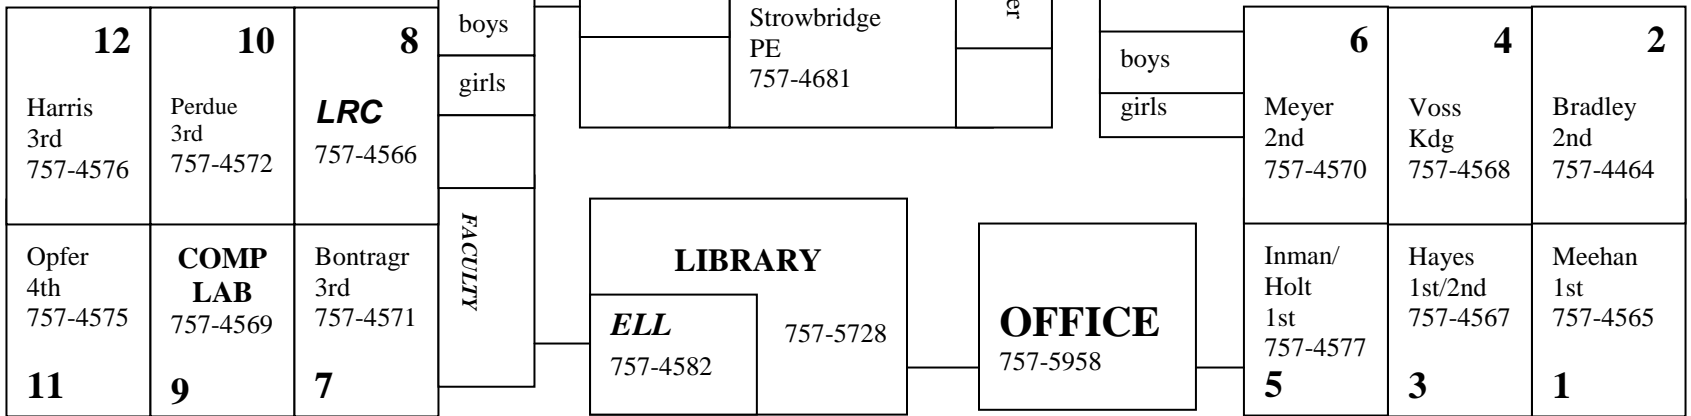 12
Harris
3rd
757-4576
10
Perdue
3rd
757-4572
8
LRC
757-4566
boys
girls
FACULTY
Strowbridge
PE
757-4681
er
boys
girls
6
Meyer
2nd
757-4570
4
Voss
Kdg
757-4568
2
Bradley
2nd
757-4464
Opfer
4th
757-4575
11
COMP
LAB
757-4569
9
Bontragr
3rd
757-4571
7
LIBRARY
757-5728
ELL
757-4582
OFFICE
757-5958
Inman/
Holt
1st
757-4577
5
Hayes
1st/2nd
757-4567
3
Meehan
1st
757-4565
1